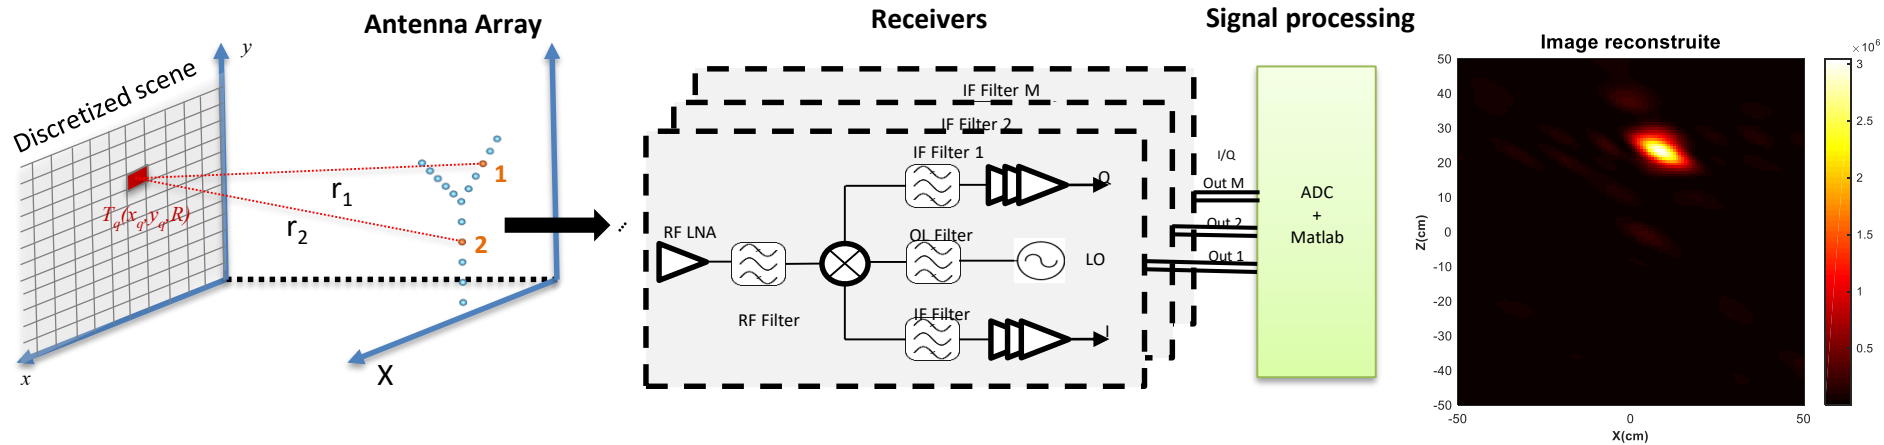 Antenna Array
Receivers
Signal processing
Discretized scene
y
x
T_q(x_q,y_q,R)
r1
r2
1
2
X
IF Filter M
IF Filter 2
IF Filter 1
Q
RF LNA
OL Filter
LO
RF Filter
IF Filter
I
I/Q
Out M
Out 2
Out 1
ADC
+
Matlab
Image reconstruite
×10^6
50
40
30
20
10
0
-10
-20
-30
-40
-50
Z(cm)
-50
0
50
X(cm)
3
2.5
2
1.5
1
0.5